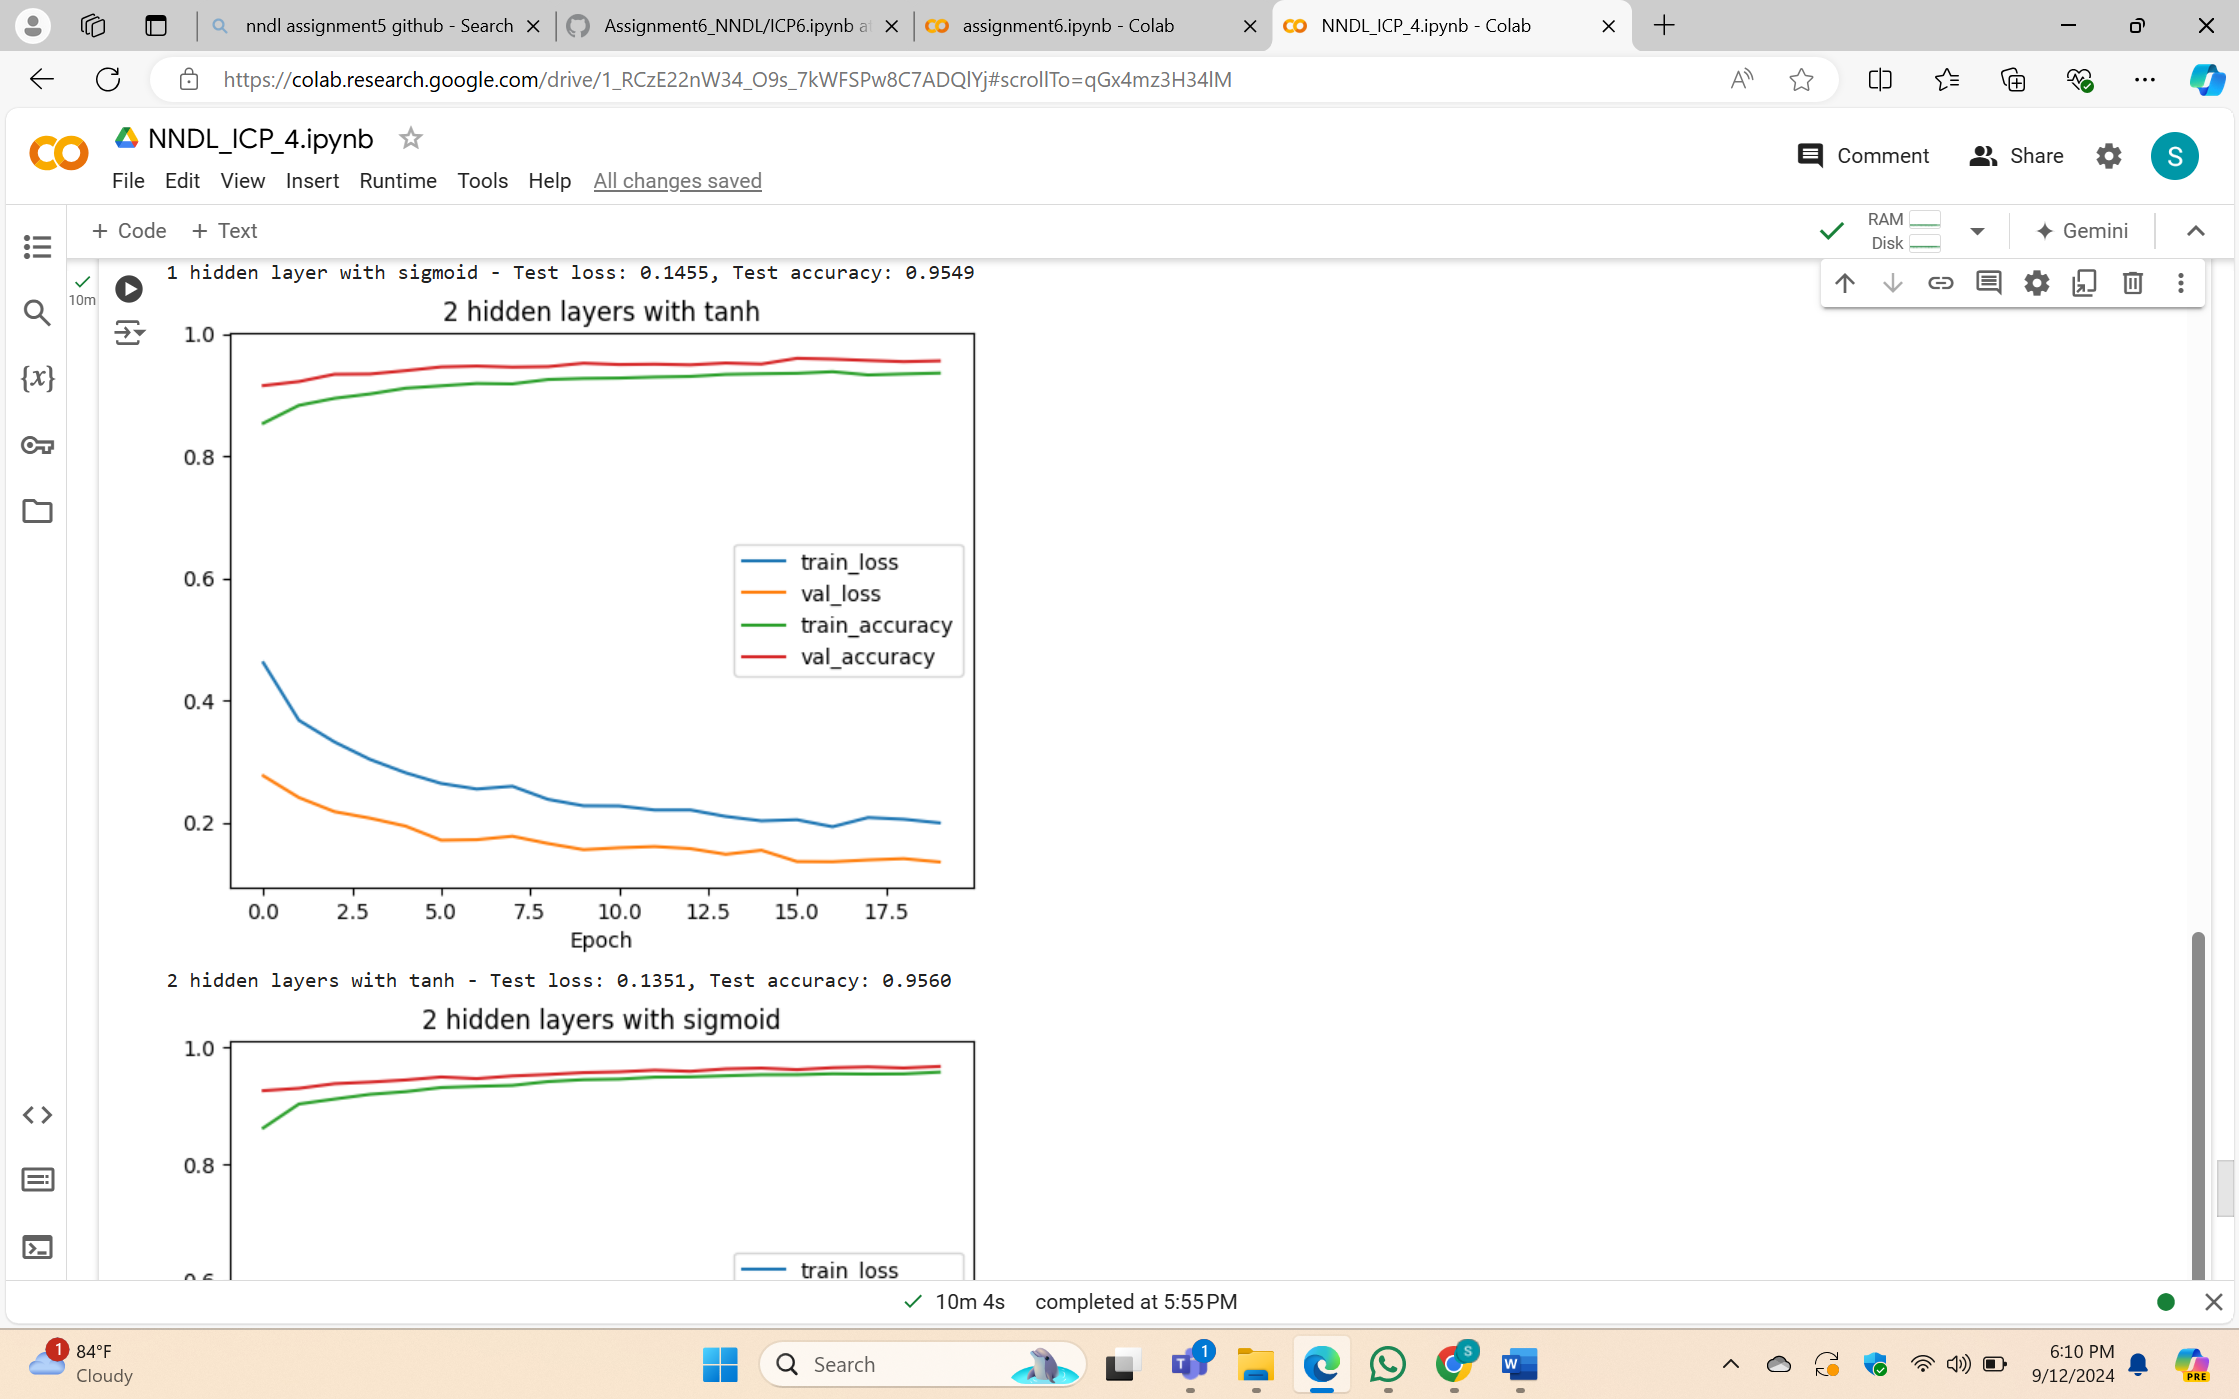 nndl assignment5 github - Search
Assignment6_NNDL/ICP6.ipynb a
assignment6.ipynb - Colab
NNDL_ICP_4.ipynb - Colab
https://colab.research.google.com/drive/1_RCzE22nW34_O9s_7kWFSPw8C7ADQlYj#scrollTo=qGx4mz3H34lM
NNDL_ICP_4.ipynb
Comment
Share
S
File Edit View Insert Runtime Tools Help All changes saved
+ Code + Text
RAM
Disk
Gemini
10m
1 hidden layer with sigmoid - Test loss: 0.1455, Test accuracy: 0.9549
2 hidden layers with tanh
1.0
0.8
0.6
0.4
0.2
train_loss
val_loss
train_accuracy
val_accuracy
0.0 2.5 5.0 7.5 10.0 12.5 15.0 17.5
Epoch
2 hidden layers with tanh - Test loss: 0.1351, Test accuracy: 0.9560
2 hidden layers with sigmoid
1.0
0.8
0.6
train_loss
{x}
10m 4s completed at 5:55 PM
1
84°F
Cloudy
Search
1
S
6:10 PM
9/12/2024
PRE